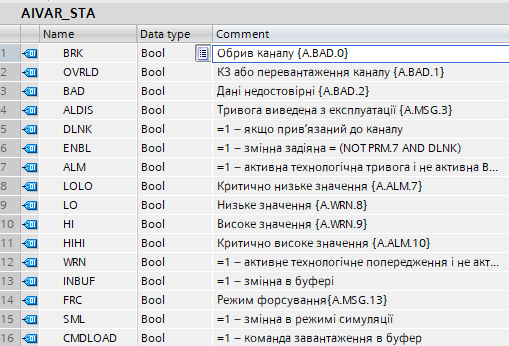 AIVAR_STA
Name Data type Comment
1 BRK Bool Обрив каналу {A.BAD.0}
2 OVRLD Bool КЗ або перевантаження каналу {A.BAD.1}
3 BAD Bool Дані недостовірні {A.BAD.2}
4 ALDIS Bool Тривога виведена з експлуатації {A.MSG.3}
5 DLNK Bool =1 – якщо прив'язаний до каналу
6 ENBL Bool =1 – змінна задіяна = (NOT PRM.7 AND DLNK)
7 ALM Bool =1 – активна технологічна тривога і не активна В...
8 LOLO Bool Критично низьке значення {A.ALM.7}
9 LO Bool Низьке значення {A.WRN.8}
10 HI Bool Високе значення {A.WRN.9}
11 HIHI Bool Критично високе значення {A.ALM.10}
12 WRN Bool =1 – активне технологічне попередження і не акт...
13 INBUF Bool =1 – змінна в буфері
14 FRC Bool Режим форсування{A.MSG.13}
15 SML Bool =1 – змінна в режимі симуляції
16 CMDLOAD Bool =1 – команда завантаження в буфер